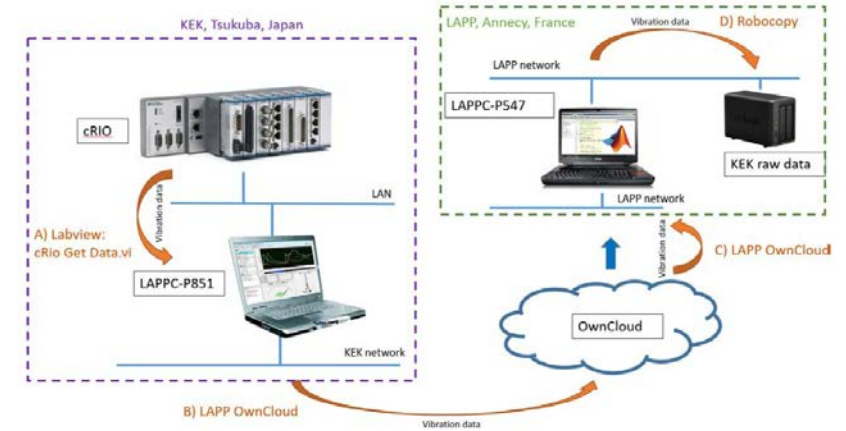 KEK, Tsukuba, Japan
cRIO
LAN
Vibration data
A) Labview:
cRio Get Data.vi
LAPPC-P851
KEK network
B) LAPP OwnCloud
Vibration data
LAPP, Annecy, France
Vibration data
D) Robocopy
LAPP network
LAPPC-P547
KEK raw data
LAPP network
Vibration data
C) LAPP OwnCloud
OwnCloud